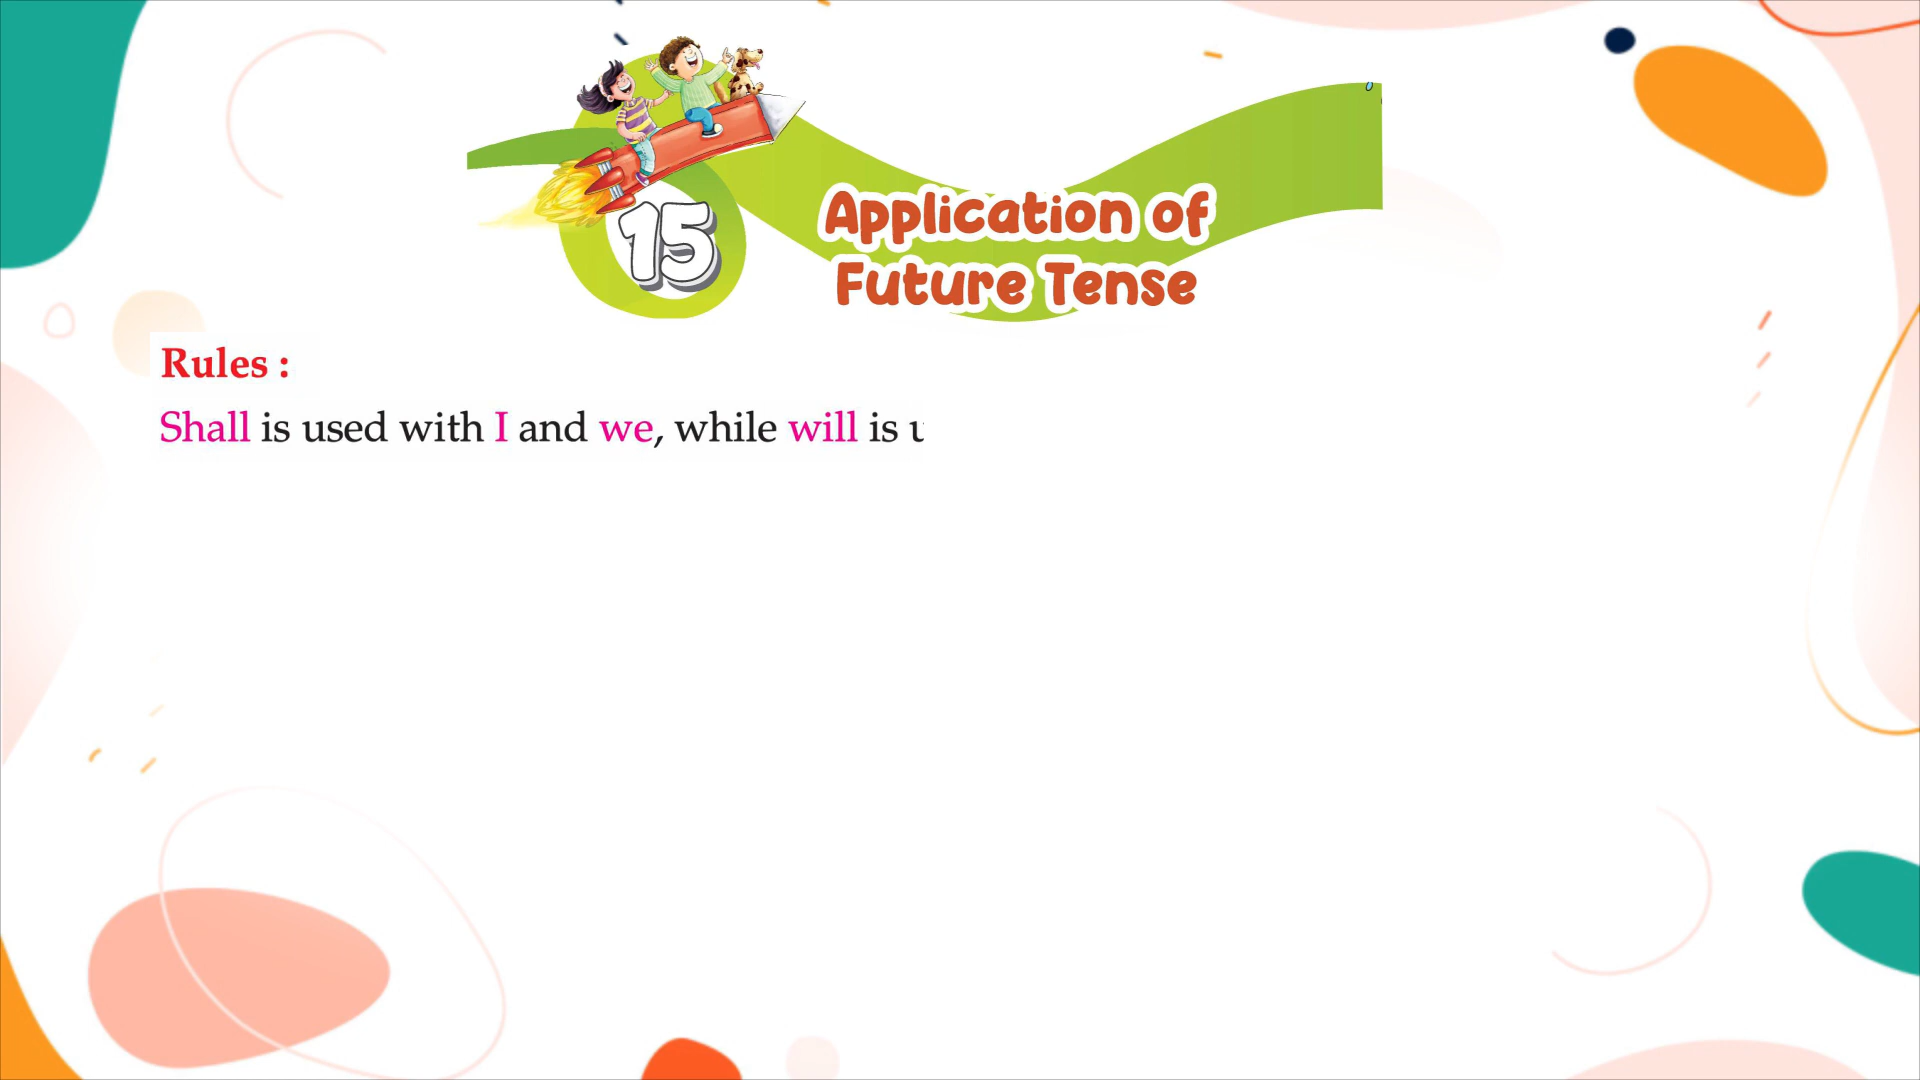 15
Application of
Future Tense
Rules :
Shall is used with I and we, while will is